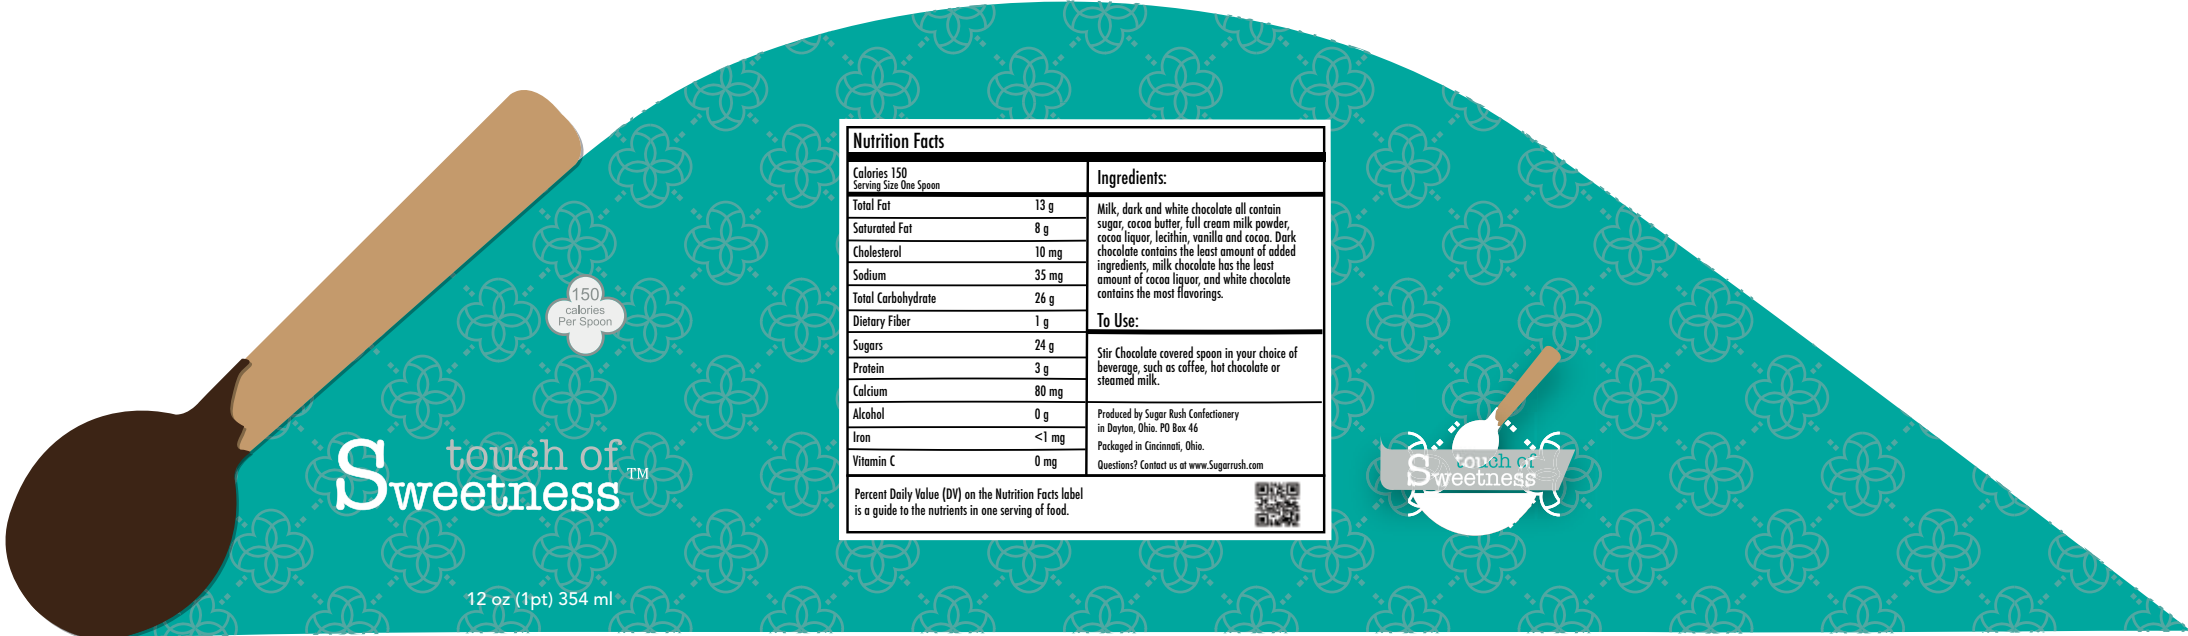 150
calories
Per Spoon
touch of
Sweetness™
12 oz (1pt) 354 ml
Nutrition Facts
Calories 150
Serving Size One Spoon
Total Fat 13 g
Saturated Fat 8 g
Cholesterol 10 mg
Sodium 35 mg
Total Carbohydrate 26 g
Dietary Fiber 1 g
Sugars 24 g
Protein 3 g
Calcium 80 mg
Alcohol 0 g
Iron <1 mg
Vitamin C 0 mg
Ingredients:
Milk, dark and white chocolate all contain
sugar, cocoa butter, full cream milk powder,
cocoa liquor, lecithin, vanilla and cocoa. Dark
chocolate contains the least amount of added
ingredients, milk chocolate has the least
amount of cocoa liquor, and white chocolate
contains the most flavorings.
To Use:
Stir Chocolate covered spoon in your choice of
beverage, such as coffee, hot chocolate or
steamed milk.
Produced by Sugar Rush Confectionery
in Dayton, Ohio. PO Box 46
Packaged in Cincinnati, Ohio.
Questions? Contact us at www.Sugarrush.com
Percent Daily Value (DV) on the Nutrition Facts label
is a guide to the nutrients in one serving of food.
touch of
Sweetness